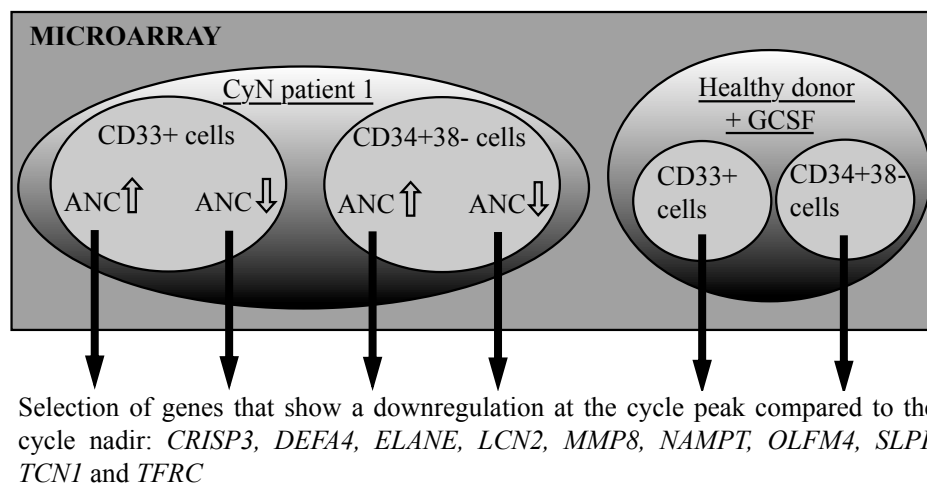 MICROARRAY
CyN patient 1
CD33+ cells
ANC
ANC
CD34+38- cells
ANC
ANC
Healthy donor
+ GCSF
CD33+
cells
CD34+38-
cells
Selection of genes that show a downregulation at the cycle peak compared to the
cycle nadir: CRISP3, DEFA4, ELANE, LCN2, MMP8, NAMPT, OLFM4, SLPI
TCN1 and TFRC